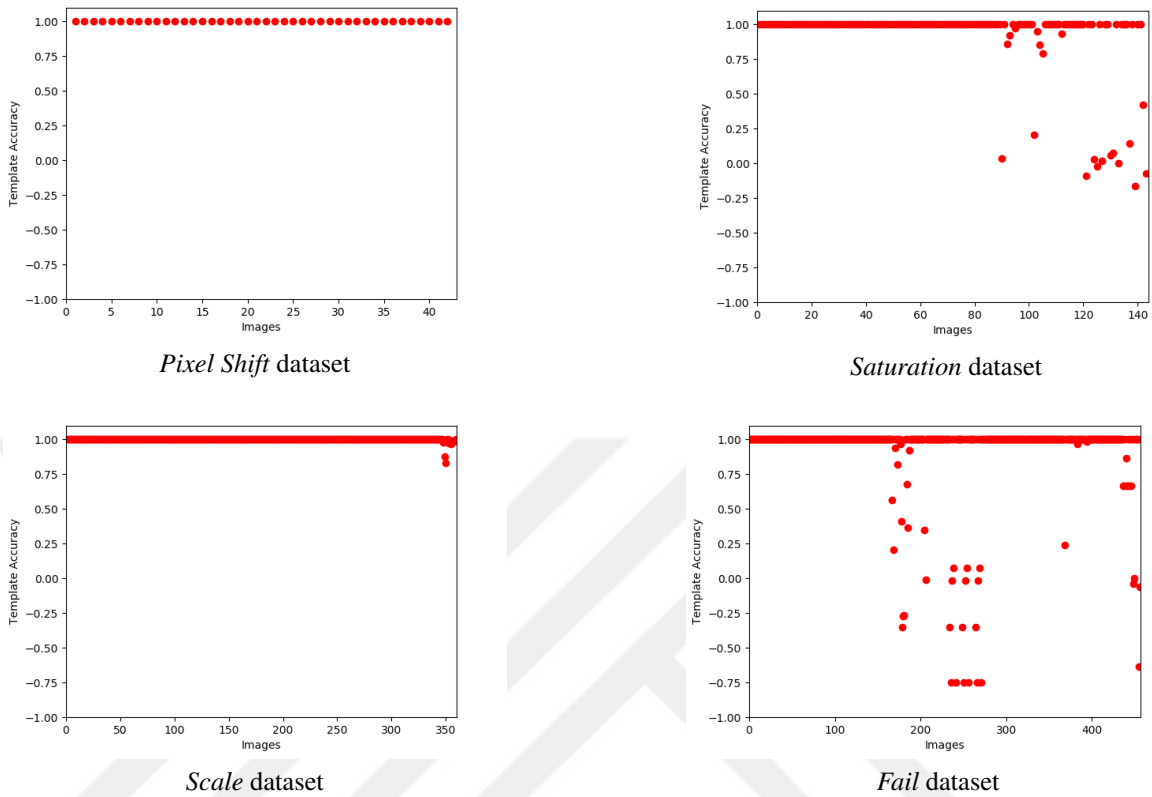 1.00
0.75
0.50
0.25
0.00
−0.25
−0.50
−0.75
−1.00
Template Accuracy
0 5 10 15 20 25 30 35 40
Images
Pixel Shift dataset
1.00
0.75
0.50
0.25
0.00
−0.25
−0.50
−0.75
−1.00
Template Accuracy
0 20 40 60 80 100 120 140
Images
Saturation dataset
1.00
0.75
0.50
0.25
0.00
−0.25
−0.50
−0.75
−1.00
Template Accuracy
0 50 100 150 200 250 300 350
Images
Scale dataset
1.00
0.75
0.50
0.25
0.00
−0.25
−0.50
−0.75
−1.00
Template Accuracy
0 100 200 300 400
Images
Fail dataset